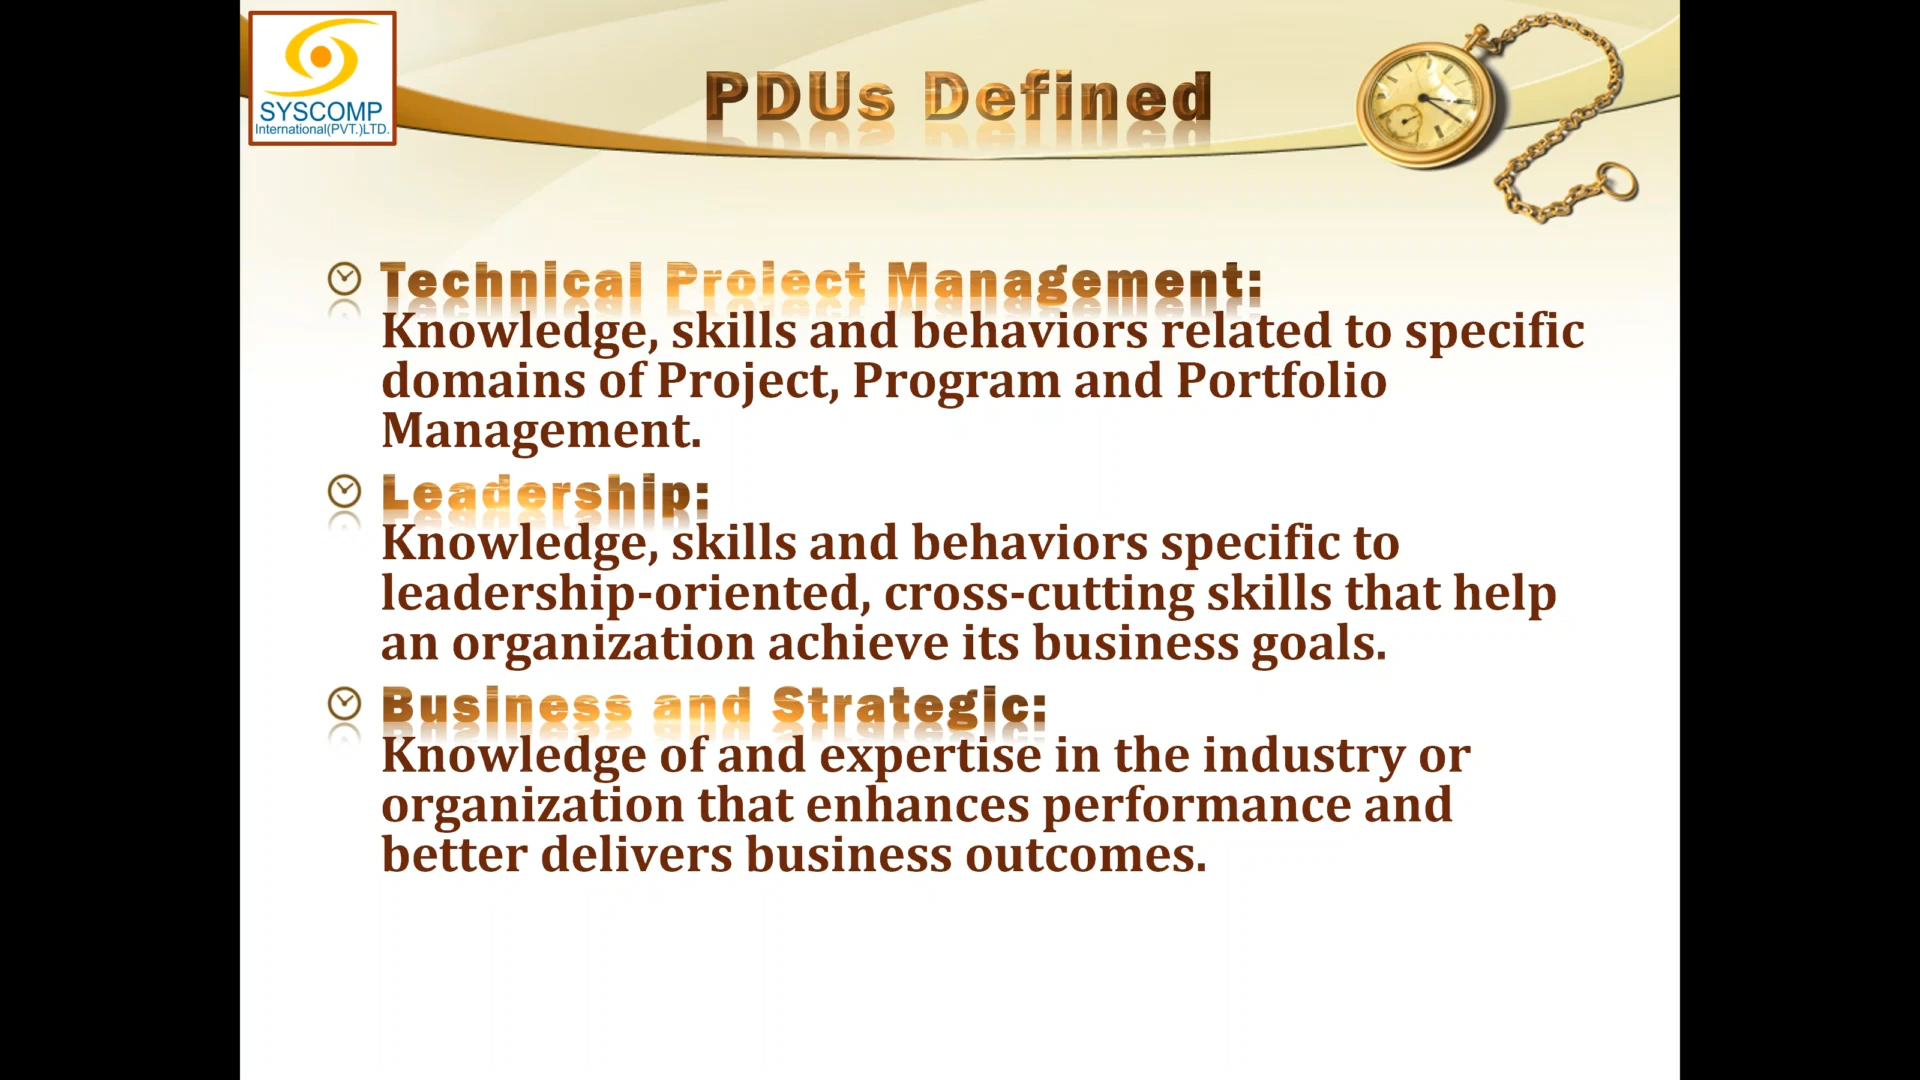 SYSCOMP
International(PVT.)LTD.
PDUs Defined
Technical Project Management:
Knowledge, skills and behaviors related to specific
domains of Project, Program and Portfolio
Management.
Leadership:
Knowledge, skills and behaviors specific to
leadership-oriented, cross-cutting skills that help
an organization achieve its business goals.
Business and Strategic:
Knowledge of and expertise in the industry or
organization that enhances performance and
better delivers business outcomes.